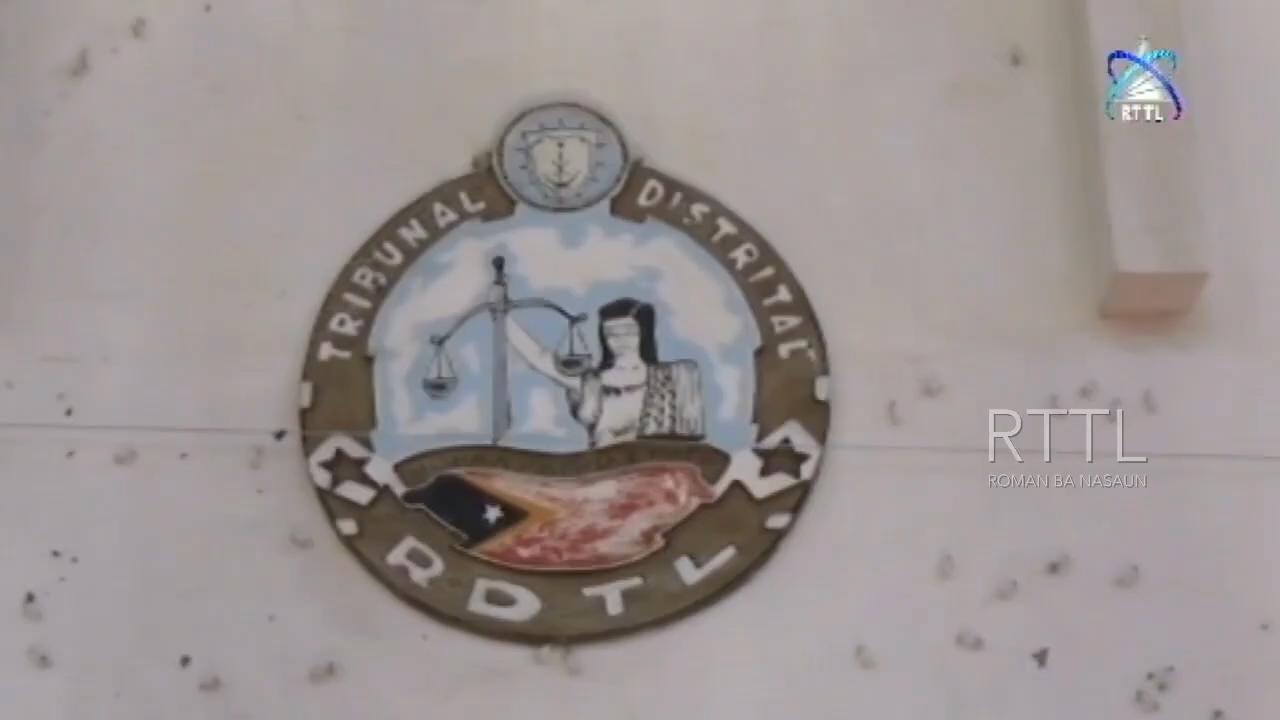 RTTL
TRIBUNAL DISTRITAL
RDTL
RTTL
ROMAN BA NASAUN